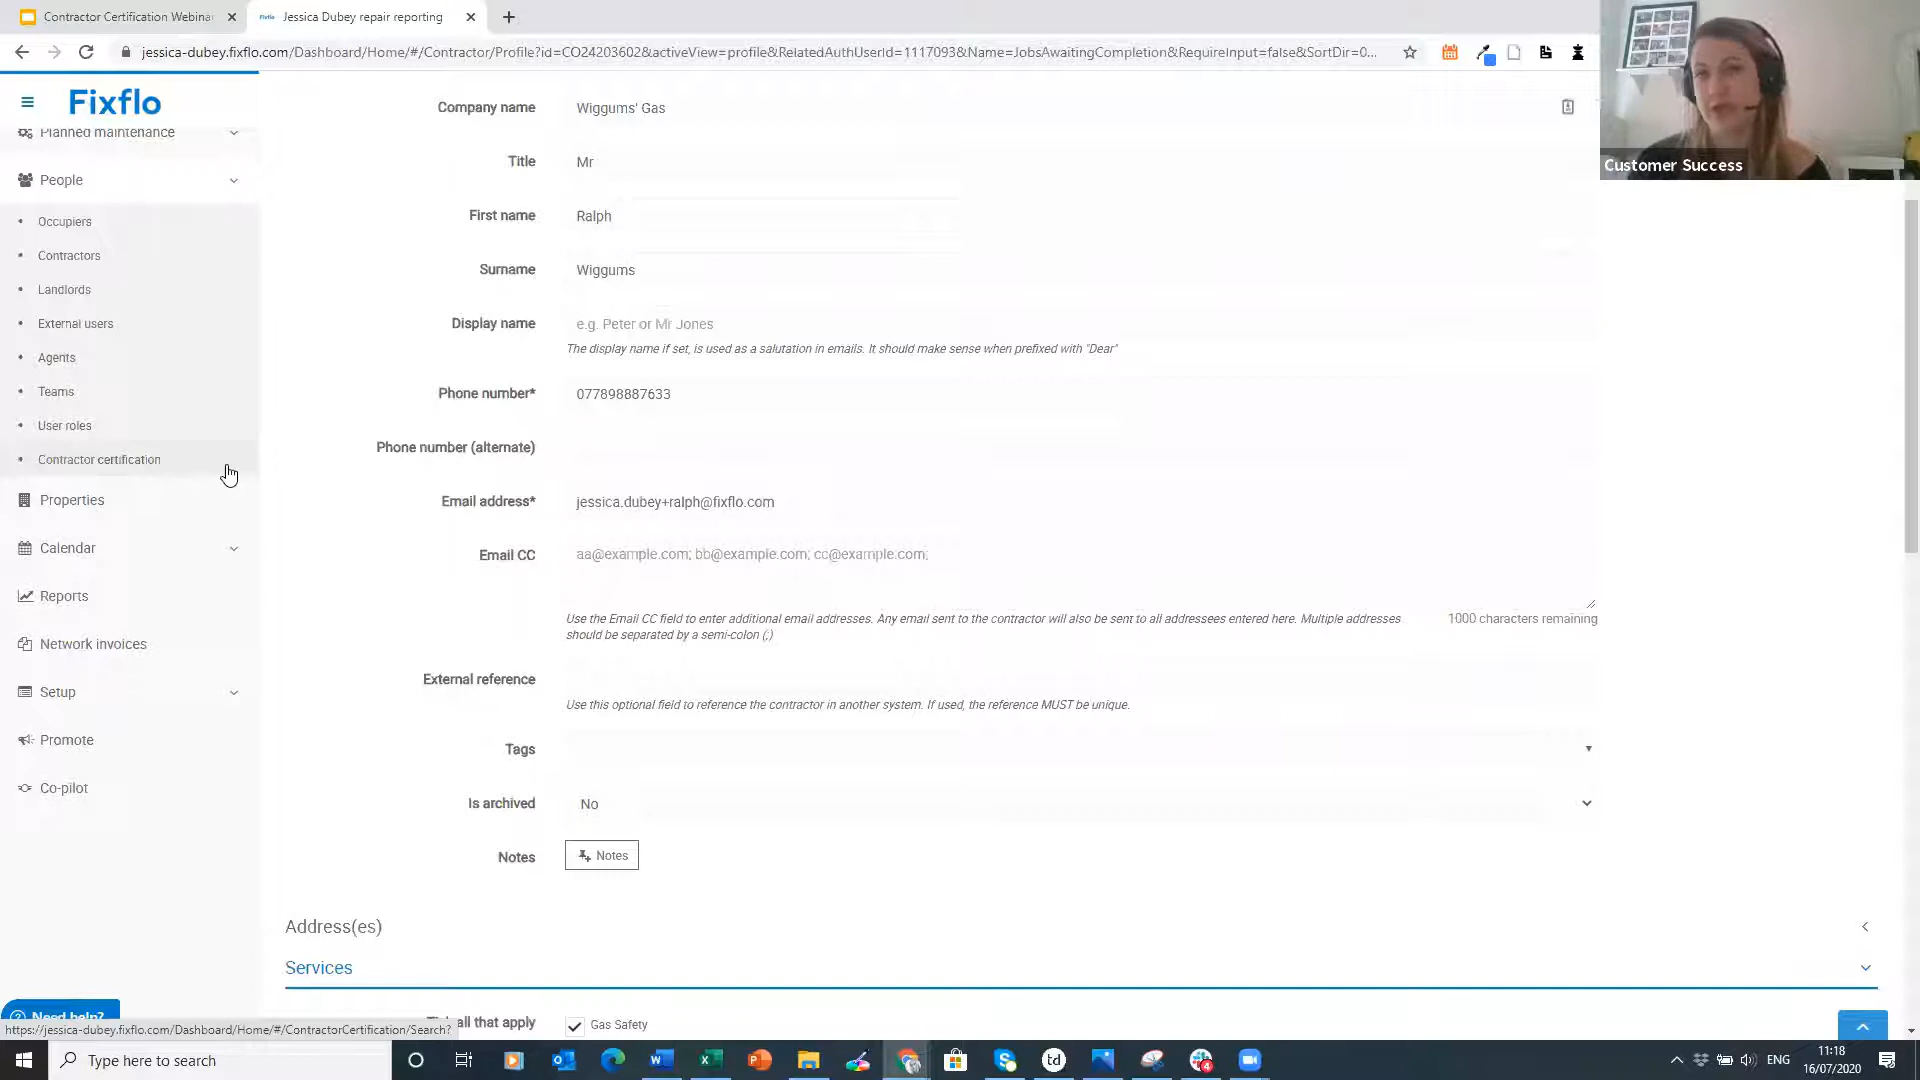 Contractor Certification Webina
Jessica Dubey repair reporting
jessica-dubey.fixflo.com/Dashboard/Home/#/Contractor/Profile?id=CO24203602&activeView=profile&RelatedAuthUserId=1117093&Name=JobsAwaitingCompletion&RequireInput=false&SortDir=0...
Customer Success
Fixflo
Planned maintenance
People
Occupiers
Contractors
Landlords
External users
Agents
Teams
User roles
Contractor certification
Properties
Calendar
Reports
Network invoices
Setup
Promote
Co-pilot
Need help?
Company name Wiggums' Gas
Title Mr
First name Ralph
Surname Wiggums
Display name e.g. Peter or Mr Jones
The display name if set, is used as a salutation in emails. It should make sense when prefixed with "Dear"
Phone number* 077898887633
Phone number (alternate)
Email address* jessica.dubey+ralph@fixflo.com
Email CC aa@example.com; bb@example.com; cc@example.com;
Use the Email CC field to enter additional email addresses. Any email sent to the contractor will also be sent to all addressees entered here. Multiple addresses
should be separated by a semi-colon (;)
1000 characters remaining
External reference
Use this optional field to reference the contractor in another system. If used, the reference MUST be unique.
Tags
Is archived No
Notes Notes
Address(es)
Services
all that apply Gas Safety
https://jessica-dubey.fixflo.com/Dashboard/Home/#/ContractorCertification/Search?
Type here to search
td
4
ENG
11:18
16/07/2020